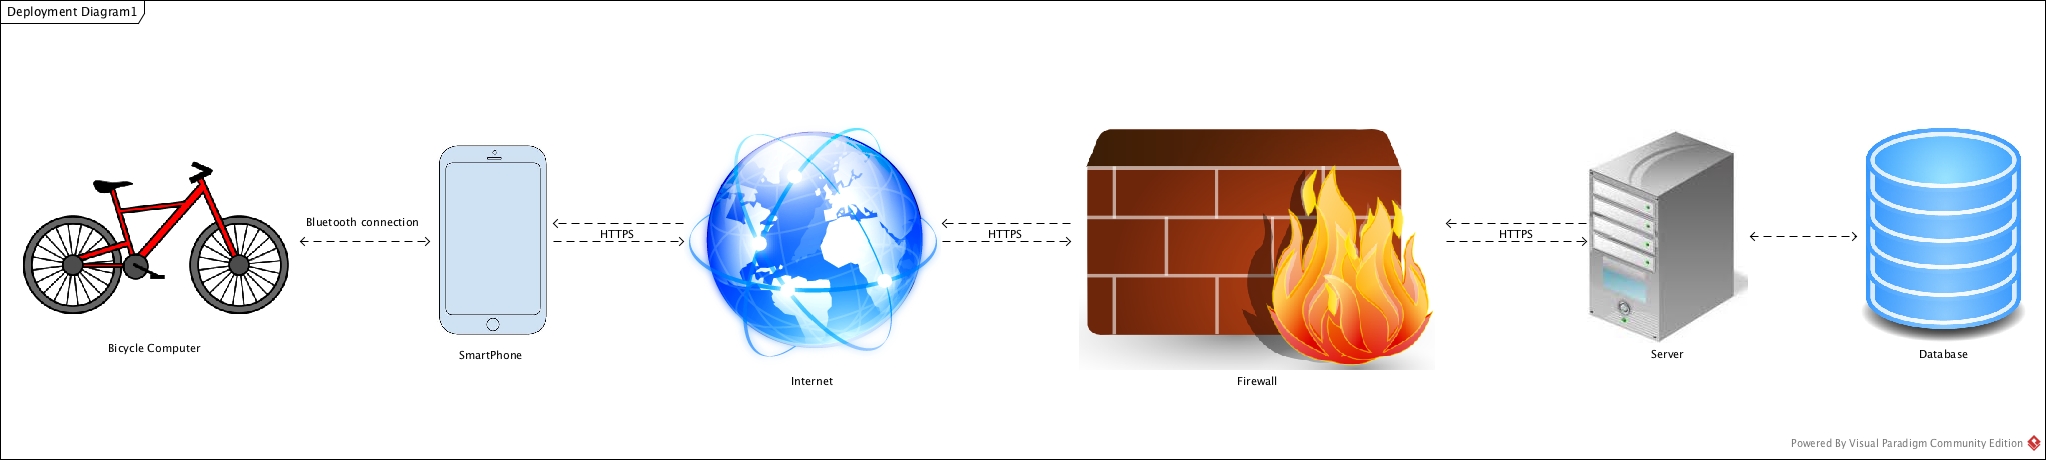 Deployment Diagram1
Bluetooth connection
HTTPS
HTTPS
HTTPS
Bicycle Computer
SmartPhone
Internet
Firewall
Server
Database
Powered By Visual Paradigm Community Edition